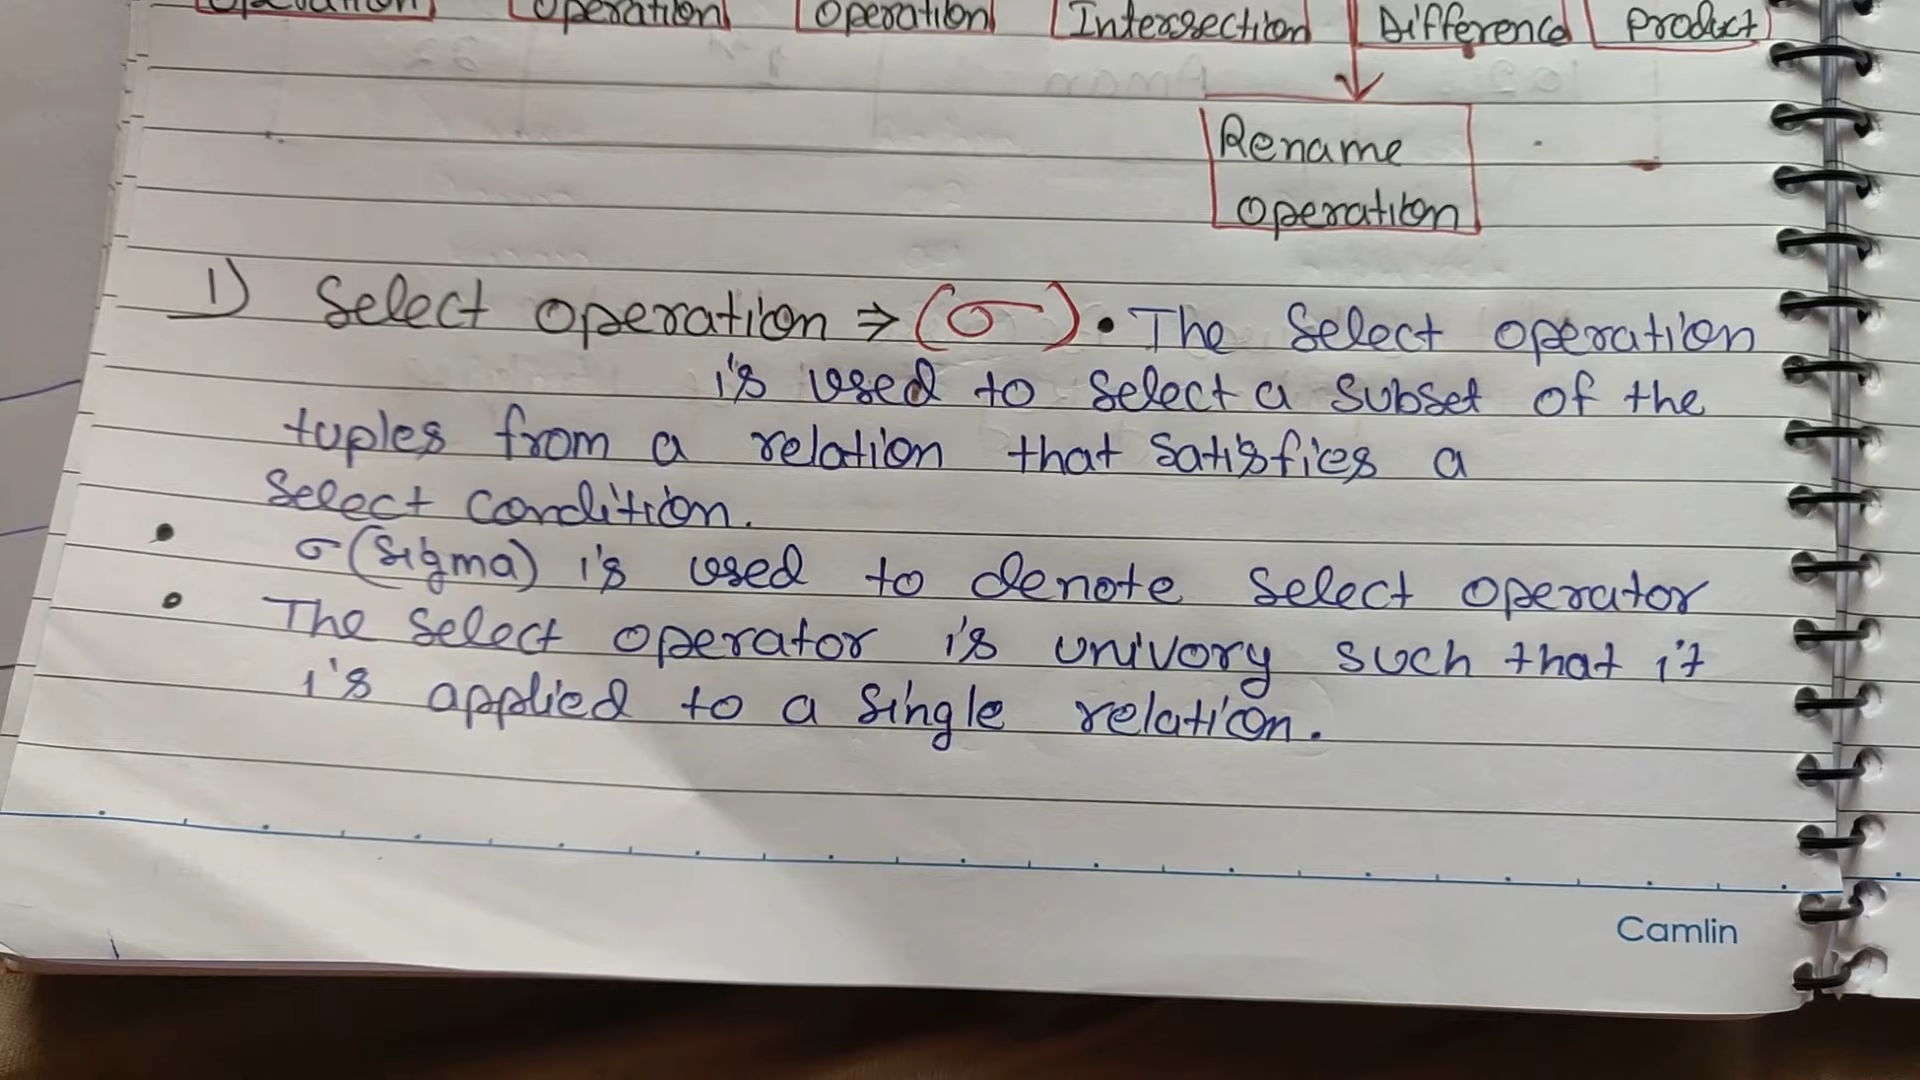 Operation Operation Operation Intersection Difference Product
Rename
Operation
1) Select operation ⇒ (σ) • The Select operation
is used to select a subset of the
tuples from a relation that satisfies a
Select condition.
• σ (sigma) is used to denote select operator
• The select operator is univory such that it
is applied to a single relation.
Camlin